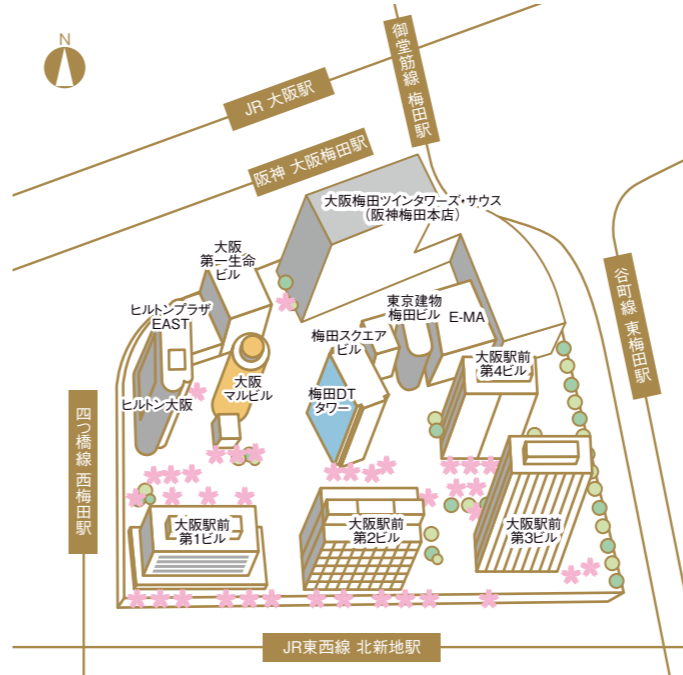 N
JR 大阪駅
御堂筋線 梅田駅
阪神 大阪梅田駅
大阪梅田ツインタワーズ・サウス
(阪神梅田本店)
大阪
第一生命
ビル
谷町線 東梅田駅
ヒルトンプラザ
EAST
東京建物
梅田ビル
E-MA
梅田スクエア
ビル
大阪駅前
第4ビル
ヒルトン大阪
大阪
マルビル
梅田DT
タワー
四つ橋線 西梅田駅
大阪駅前
第1ビル
大阪駅前
第2ビル
大阪駅前
第3ビル
JR東西線 北新地駅